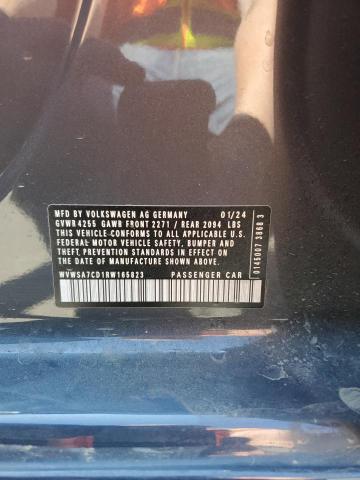 MFD BY VOLKSWAGEN AG GERMANY 01/24
GVWR 4255 GAWR FRONT 2271 / REAR 2094 LBS
THIS VEHICLE CONFORMS TO ALL APPLICABLE U.S.
FEDERAL MOTOR VEHICLE SAFETY, BUMPER AND
THEFT PREVENTION STANDARDS IN EFFECT ON THE
DATE OF MANUFACTURE SHOWN ABOVE.
WVWSA7CD1RW165823 PASSENGER CAR
0145007 3868 3